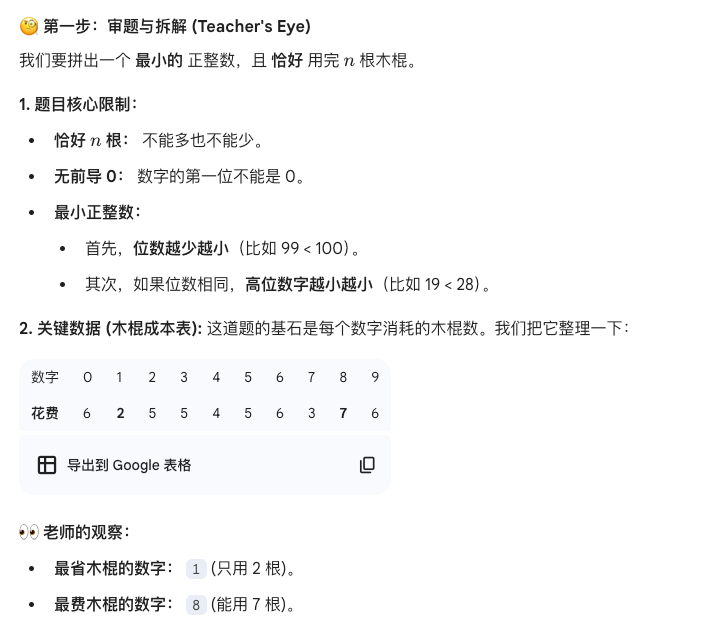 🧐 第一步：审题与拆解 (Teacher's Eye)
我们要拼出一个 最小的 正整数，且 恰好 用完 n 根木棍。
1. 题目核心限制：
• 恰好 n 根： 不能多也不能少。
• 无前导 0： 数字的第一位不能是 0。
• 最小正整数：
• 首先，位数越少越小（比如 99 < 100）。
• 其次，如果位数相同，高位数字越小越小（比如 19 < 28）。
2. 关键数据 (木棍成本表): 这道题的基石是每个数字消耗的木棍数。我们把它整理一下：
数字 0 1 2 3 4 5 6 7 8 9
花费 6 2 5 5 4 5 6 3 7 6
导出到 Google 表格
👀 老师的观察：
• 最省木棍的数字： 1 (只用 2 根)。
• 最费木棍的数字： 8 (能用 7 根)。